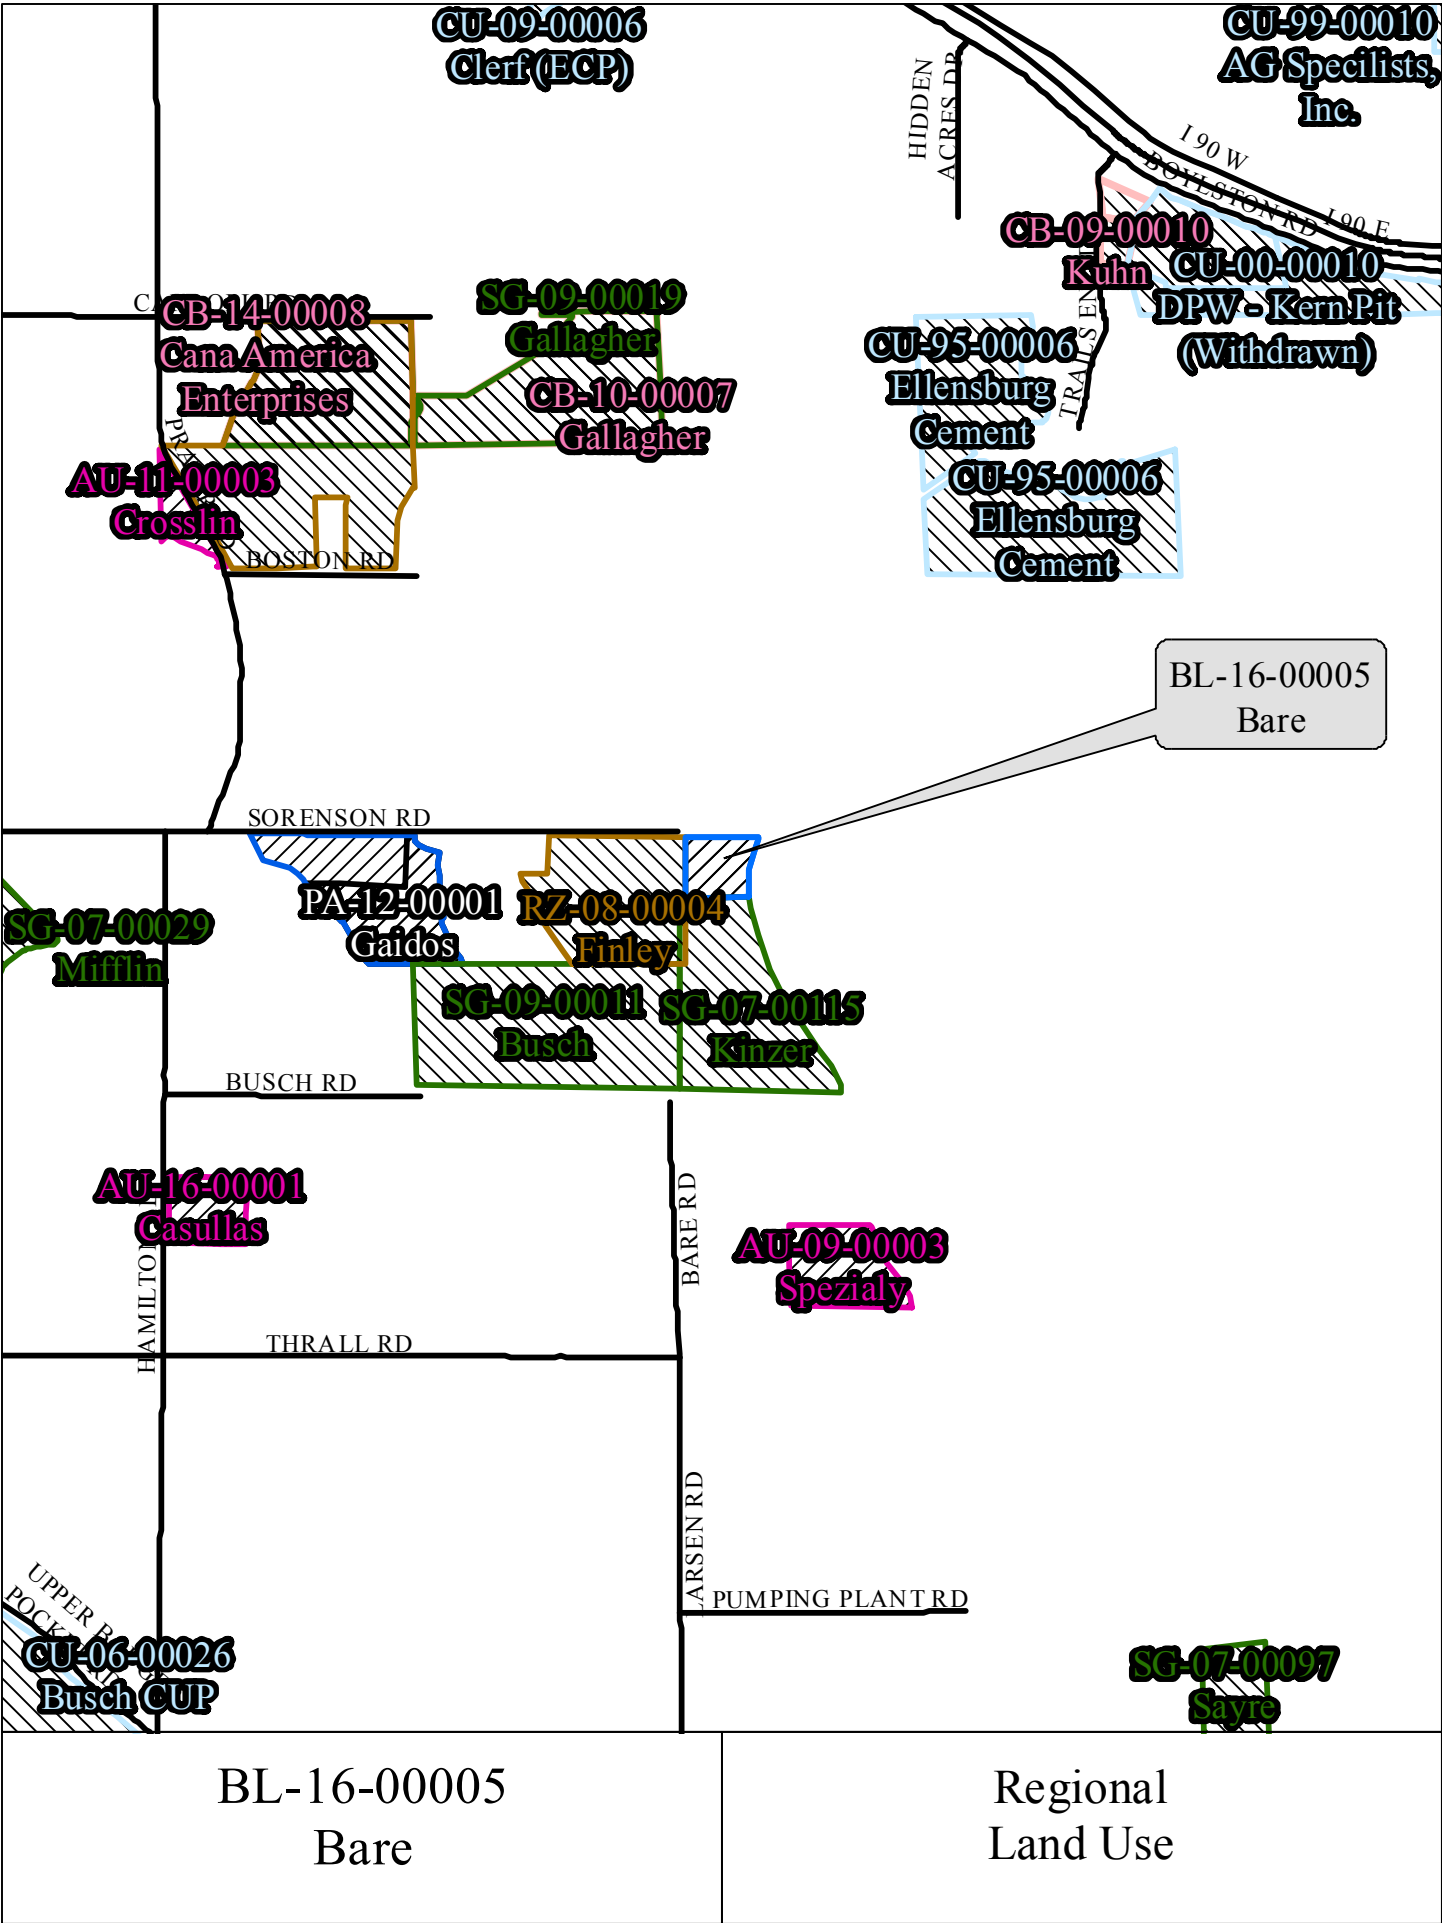 CU-09-00006
Clerf (ECP)
CU-99-00010
AG Specilists,
Inc.
HIDDEN
ACRES DR
I 90 W
BOYLSTON RD
I 90 E
CB-09-00010
Kuhn
CU-00-00010
DPW - Kern Pit
(Withdrawn)
CB-14-00008
Cana America
Enterprises
SG-09-00019
Gallagher
CB-10-00007
Gallagher
CU-95-00006
Ellensburg
Cement
TRAILS EN
CU-95-00006
Ellensburg
Cement
AU-11-00003
Crosslin
BOSTON RD
BL-16-00005
Bare
SORENSON RD
PA-12-00001
Gaidos
RZ-08-00004
Finley
SG-07-00029
Mifflin
SG-09-00011
Busch
SG-07-00115
Kinzer
BUSCH RD
AU-16-00001
Casullas
HAMILTON
BARE RD
AU-09-00003
Spezialy
THRALL RD
LARSEN RD
PUMPING PLANT RD
UPPER
CU-06-00026
Busch CUP
SG-07-00097
Sayre
BL-16-00005
Bare
Regional
Land Use